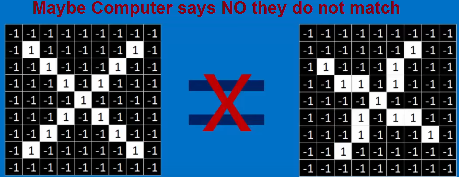 Maybe Computer says NO they do not match
-1 -1 -1 -1 -1 -1 -1 -1 -1
-1 1 -1 -1 -1 -1 -1 1 -1
-1 -1 1 -1 -1 -1 1 -1 -1
-1 -1 -1 1 -1 1 -1 -1 -1
-1 -1 -1 -1 1 -1 -1 -1 -1
-1 -1 -1 1 -1 1 -1 -1 -1
-1 -1 1 -1 -1 -1 1 -1 -1
-1 1 -1 -1 -1 -1 -1 1 -1
-1 -1 -1 -1 -1 -1 -1 -1 -1
X
-1 -1 -1 -1 -1 -1 -1 -1 -1
-1 -1 -1 -1 -1 -1 1 -1 -1
-1 1 -1 -1 -1 1 -1 -1 -1
-1 -1 1 1 -1 1 -1 -1 -1
-1 -1 -1 -1 1 -1 -1 -1 -1
-1 -1 -1 1 -1 1 1 -1 -1
-1 -1 -1 1 -1 -1 -1 1 -1
-1 -1 1 -1 -1 -1 -1 -1 -1
-1 -1 -1 -1 -1 -1 -1 -1 -1